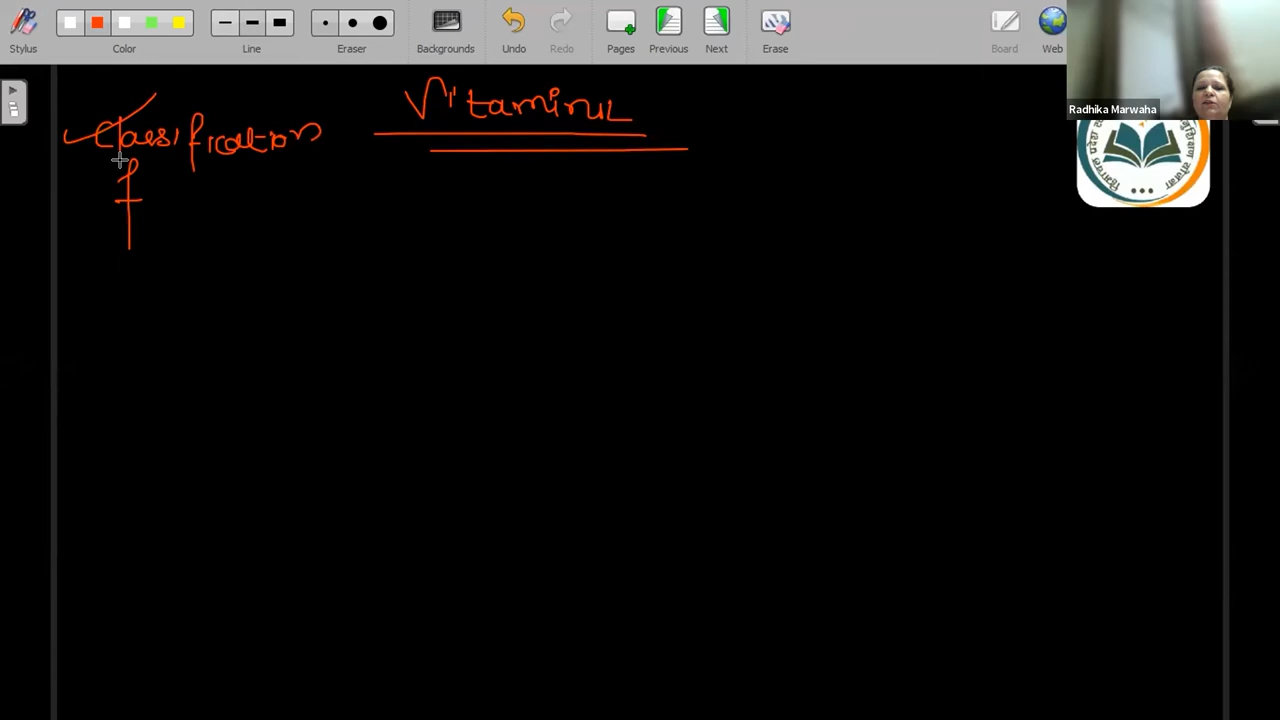 Stylus Color Line Eraser Backgrounds Undo Redo Pages Previous Next Erase Board Web
Radhika Marwaha
Vitamins
Classification
f